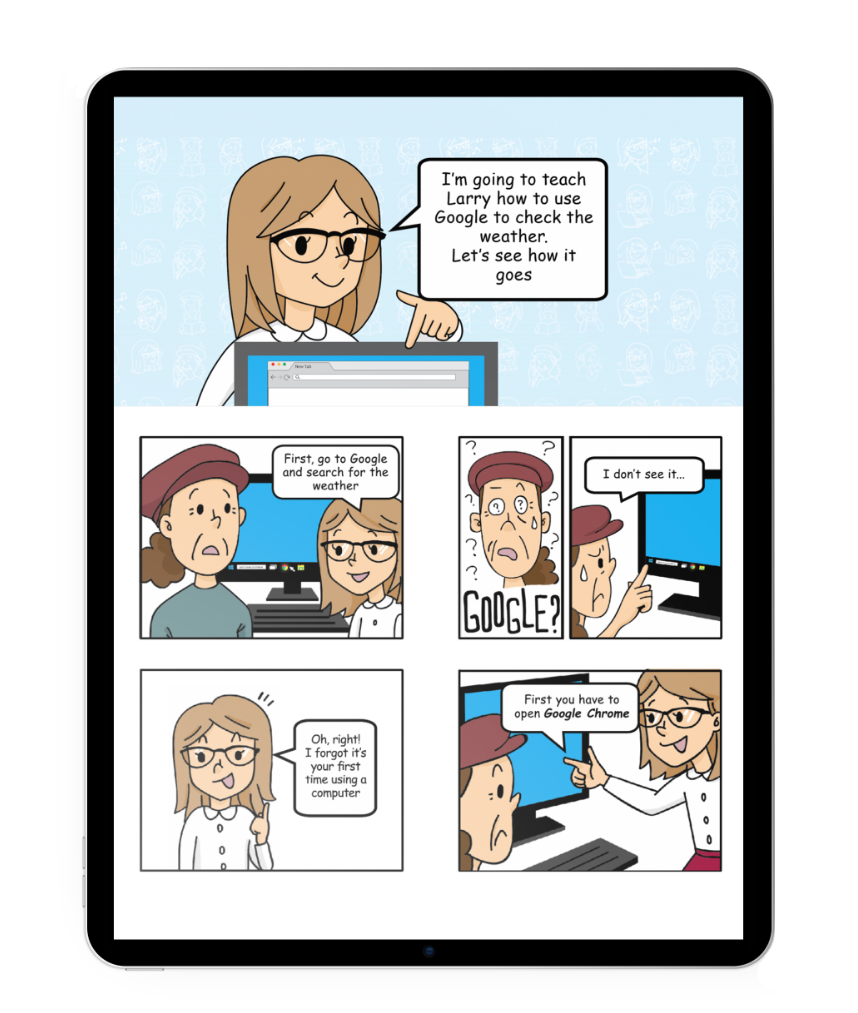 I'm going to teach
Larry how to use
Google to check the
weather.
Let's see how it
goes
New Tab
First, go to Google
and search for the
weather
? ?
? ?
? ?
? ?
? ?
GOOGLE?
I don't see it...
Oh, right!
I forgot it's
your first
time using a
computer
First you have to
open Google Chrome